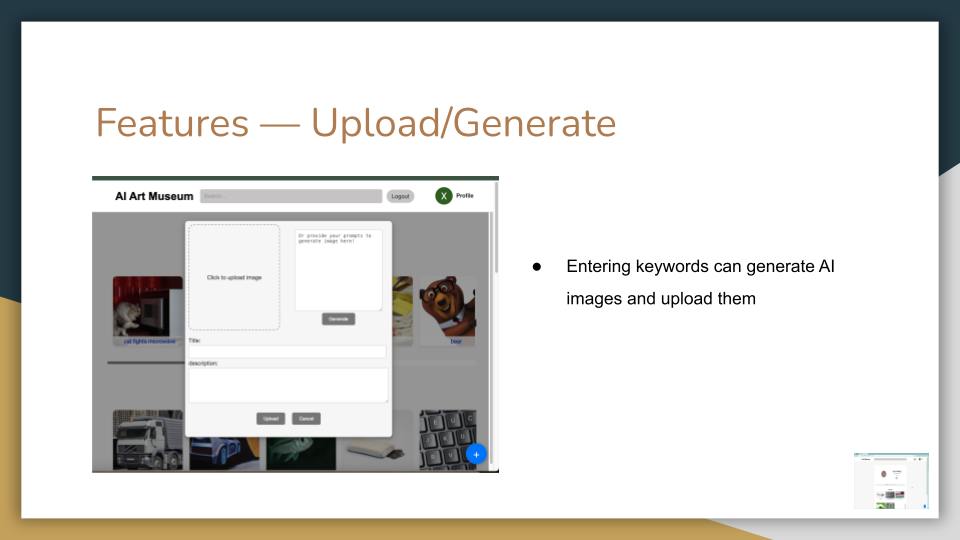 Features — Upload/Generate
AI Art Museum
Search...
Logout
X
Profile
Click to upload image
Or provide your prompts to
generate image here!
Generate
cat fights microwave
bear
Title:
description:
Upload
Cancel
+
● Entering keywords can generate AI
images and upload them